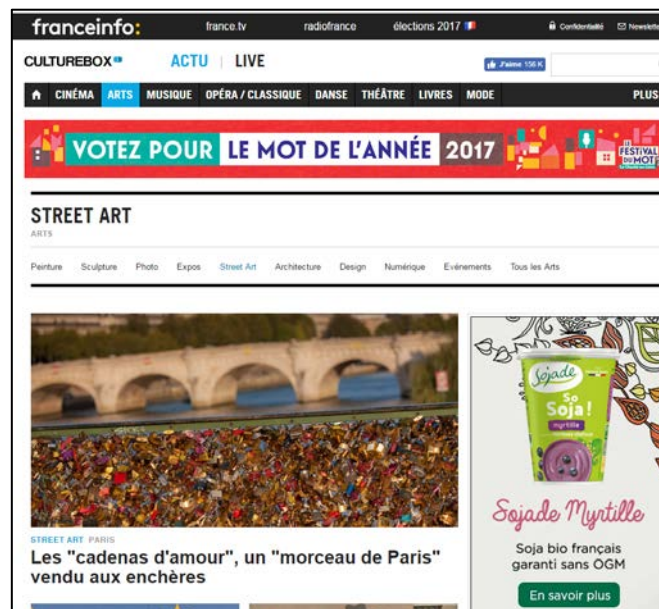 franceinfo: france.tv radiofrance élections 2017 Confidentialité Newslette
CULTUREBOX ACTU | LIVE J'aime 156 K
CINÉMA ARTS MUSIQUE OPÉRA / CLASSIQUE DANSE THÉÂTRE LIVRES MODE PLUS
VOTEZ POUR LE MOT DE L'ANNÉE 2017
FESTIVAL
DU MOT
STREET ART
ARTS
Peinture Sculpture Photo Expos Street Art Architecture Design Numérique Evénements Tous les Arts
Sojade
So
Soja!
myrtille
Sojade Myrtille
Soja bio français
garanti sans OGM
En savoir plus
STREET ART PARIS
Les "cadenas d'amour", un "morceau de Paris"
vendu aux enchères